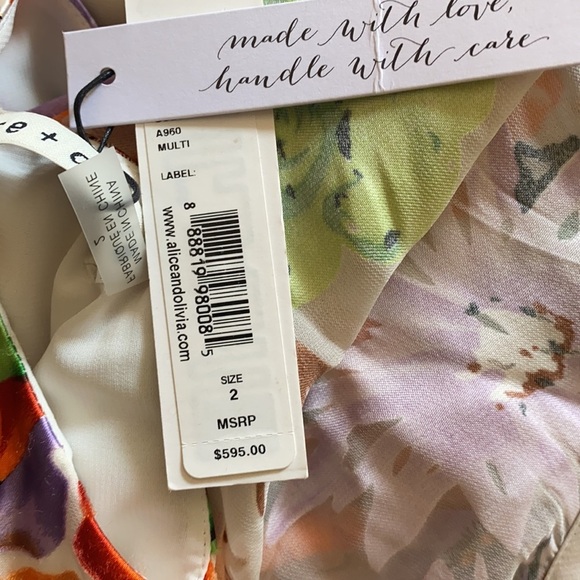 made with love,
handle with care
A960
MULTI
LABEL:
8 88819 98008 5
www.aliceandolivia.com
SIZE
2
MSRP
$595.00
MADE IN CHINA
FABRIQUÉ EN CHINE
2